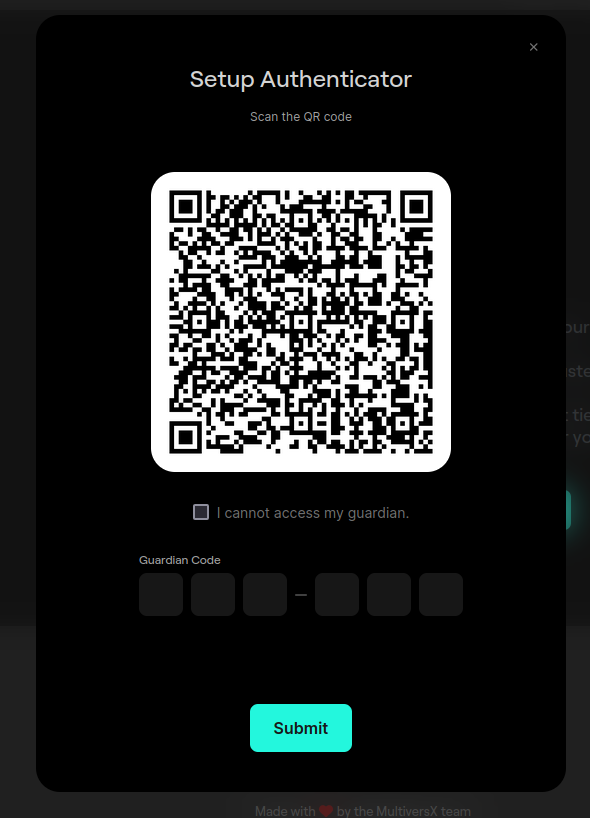 ×
Setup Authenticator
Scan the QR code
I cannot access my guardian.
Guardian Code
Submit
Made with ❤ by the MultiversX team